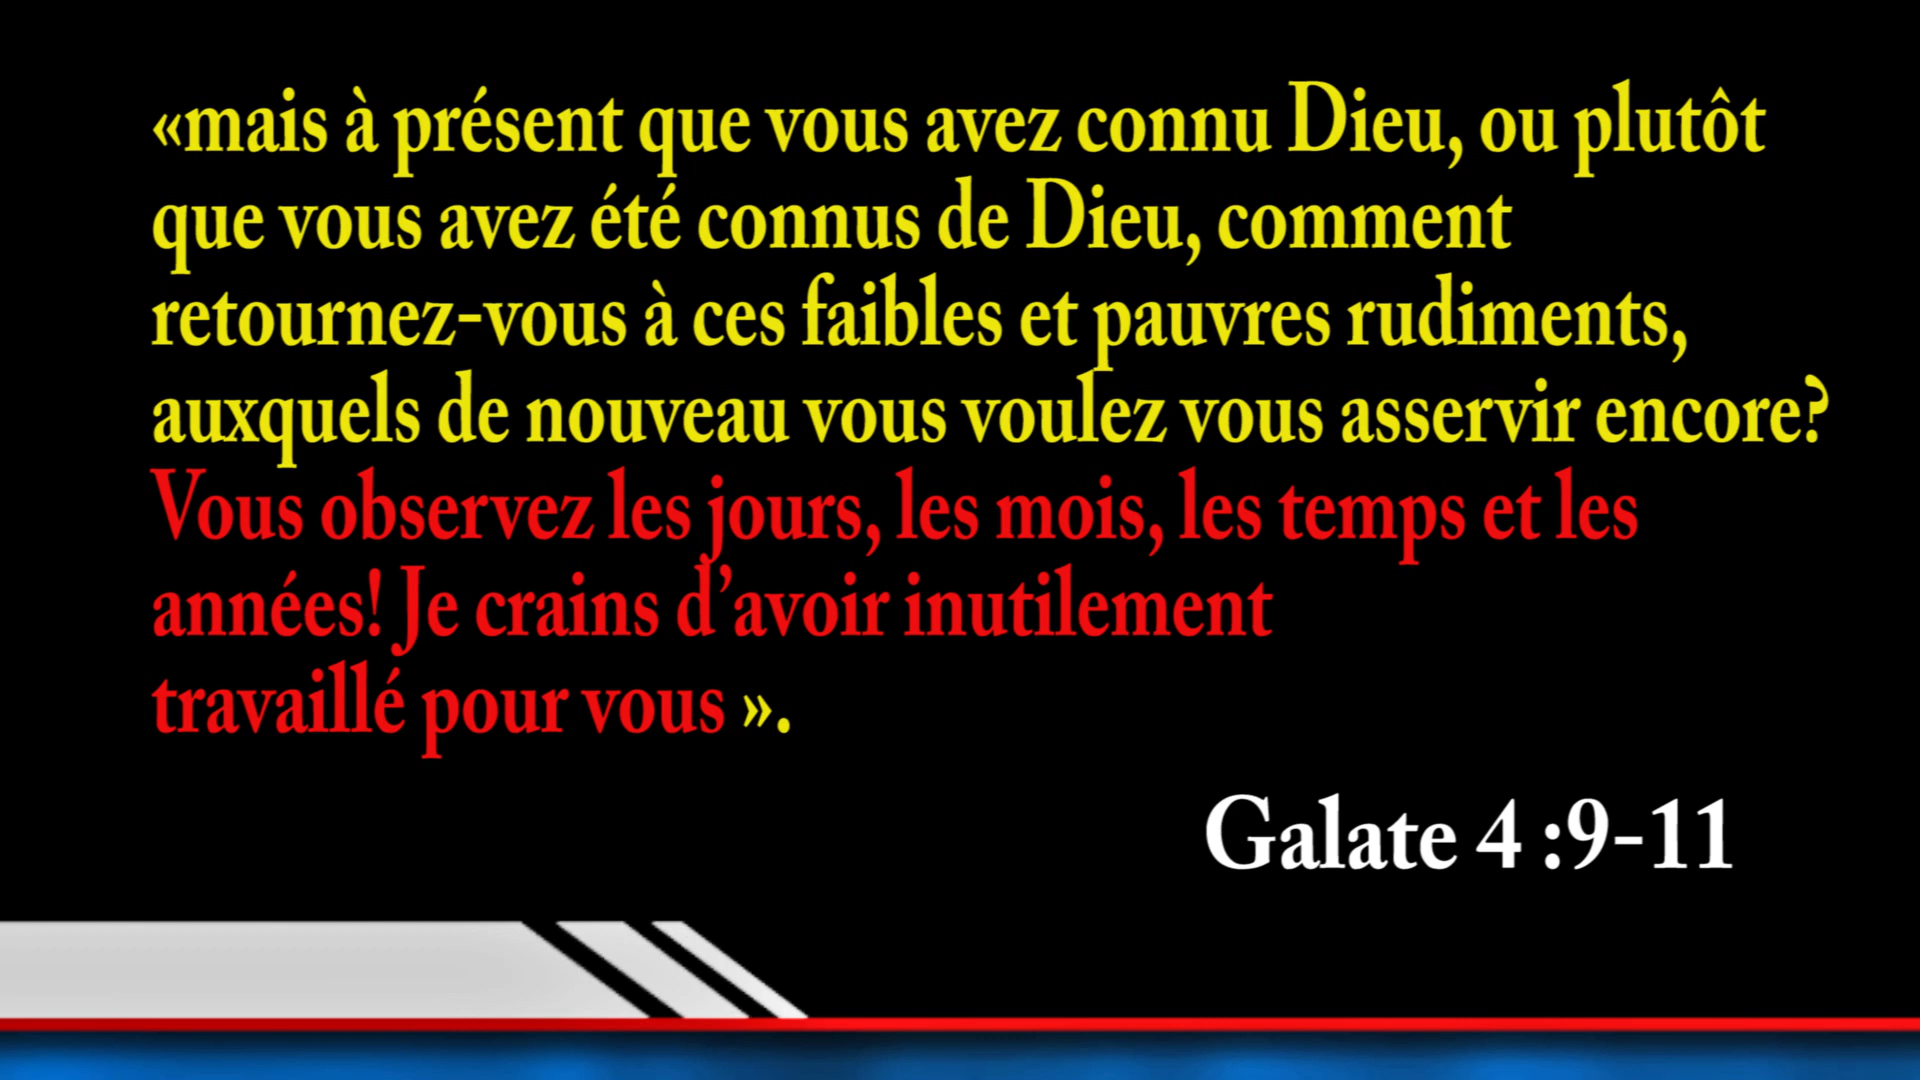 «mais à présent que vous avez connu Dieu, ou plutôt
que vous avez été connus de Dieu, comment
retournez-vous à ces faibles et pauvres rudiments,
auxquels de nouveau vous voulez vous asservir encore?
Vous observez les jours, les mois, les temps et les
années! Je crains d’avoir inutilement
travaillé pour vous ».
Galate 4 :9-11